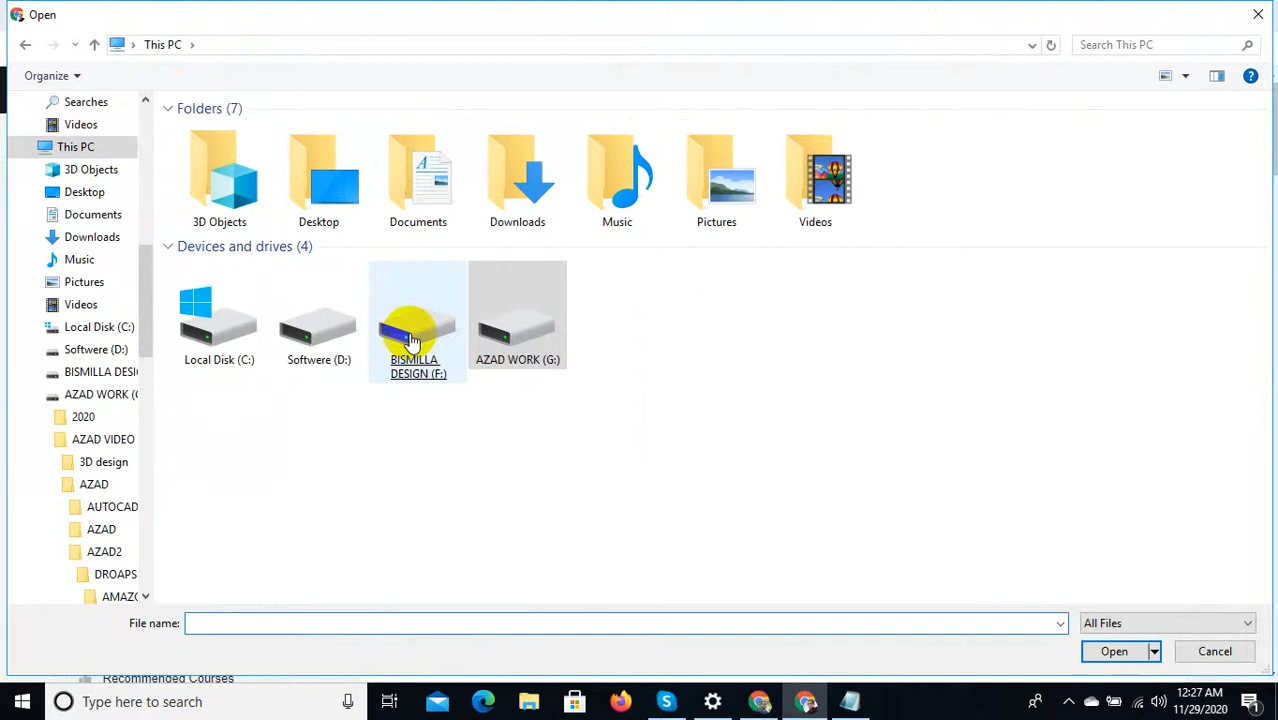 Open
This PC
Search This PC
Organize
Searches
Videos
This PC
3D Objects
Desktop
Documents
Downloads
Music
Pictures
Videos
Local Disk (C:)
Softwere (D:)
BISMILLA DESI
AZAD WORK (
2020
AZAD VIDEO
3D design
AZAD
AUTOCAD
AZAD
AZAD2
DROAPS
AMAZO
Folders (7)
3D Objects
Desktop
Documents
Downloads
Music
Pictures
Videos
Devices and drives (4)
Local Disk (C:)
Softwere (D:)
BISMILLA
DESIGN (F:)
AZAD WORK (G:)
File name:
All Files
Open
Cancel
Recommended Courses
Type here to search
12:27 AM
11/29/2020